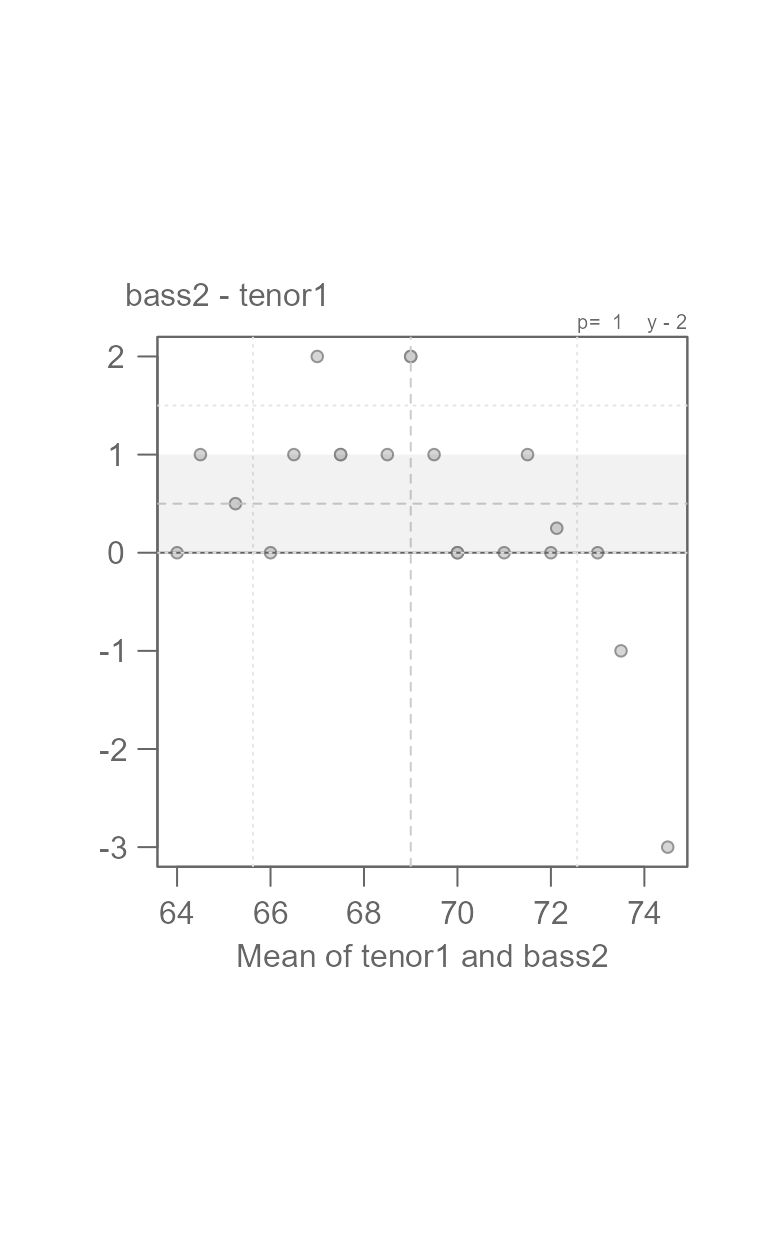 bass2 - tenor1
p= 1 y - 2
2
1
0
-1
-2
-3
64 66 68 70 72 74
Mean of tenor1 and bass2